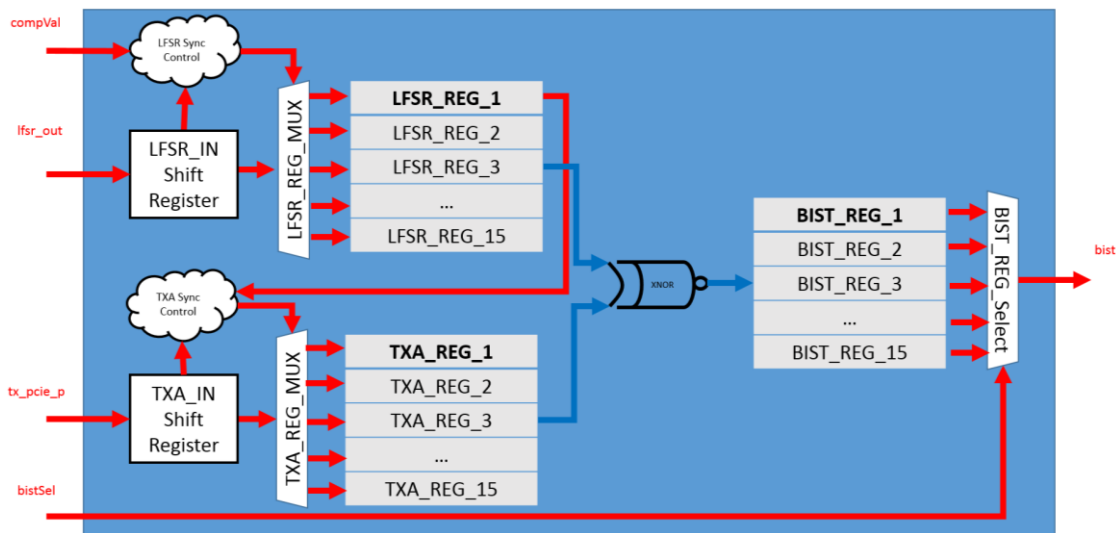 compVal
LFSR Sync
Control
lfsr_out
LFSR_IN
Shift
Register
LFSR_REG_MUX
LFSR_REG_1
LFSR_REG_2
LFSR_REG_3
...
LFSR_REG_15
TXA Sync
Control
tx_pcie_p
TXA_IN
Shift
Register
TXA_REG_MUX
TXA_REG_1
TXA_REG_2
TXA_REG_3
...
TXA_REG_15
XNOR
BIST_REG_1
BIST_REG_2
BIST_REG_3
...
BIST_REG_15
BIST_REG_Select
bist
bistSel